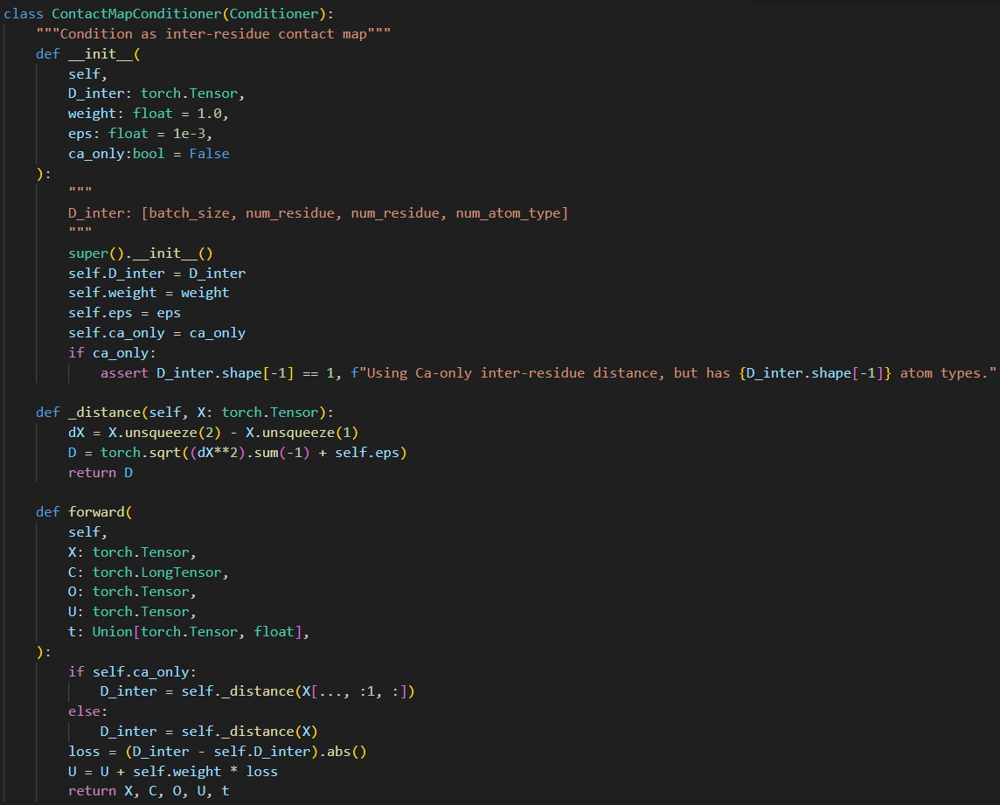 class ContactMapConditioner(Conditioner):
    """Condition as inter-residue contact map"""
    def __init__(
        self,
        D_inter: torch.Tensor,
        weight: float = 1.0,
        eps: float = 1e-3,
        ca_only:bool = False
    ):
        """
        D_inter: [batch_size, num_residue, num_residue, num_atom_type]
        """
        super().__init__()
        self.D_inter = D_inter
        self.weight = weight
        self.eps = eps
        self.ca_only = ca_only
        if ca_only:
            assert D_inter.shape[-1] == 1, f"Using Ca-only inter-residue distance, but has {D_inter.shape[-1]} atom types."

    def _distance(self, X: torch.Tensor):
        dX = X.unsqueeze(2) - X.unsqueeze(1)
        D = torch.sqrt((dX**2).sum(-1) + self.eps)
        return D

    def forward(
        self,
        X: torch.Tensor,
        C: torch.LongTensor,
        O: torch.Tensor,
        U: torch.Tensor,
        t: Union[torch.Tensor, float],
    ):
        if self.ca_only:
            D_inter = self._distance(X[..., :1, :])
        else:
            D_inter = self._distance(X)
        loss = (D_inter - self.D_inter).abs()
        U = U + self.weight * loss
        return X, C, O, U, t